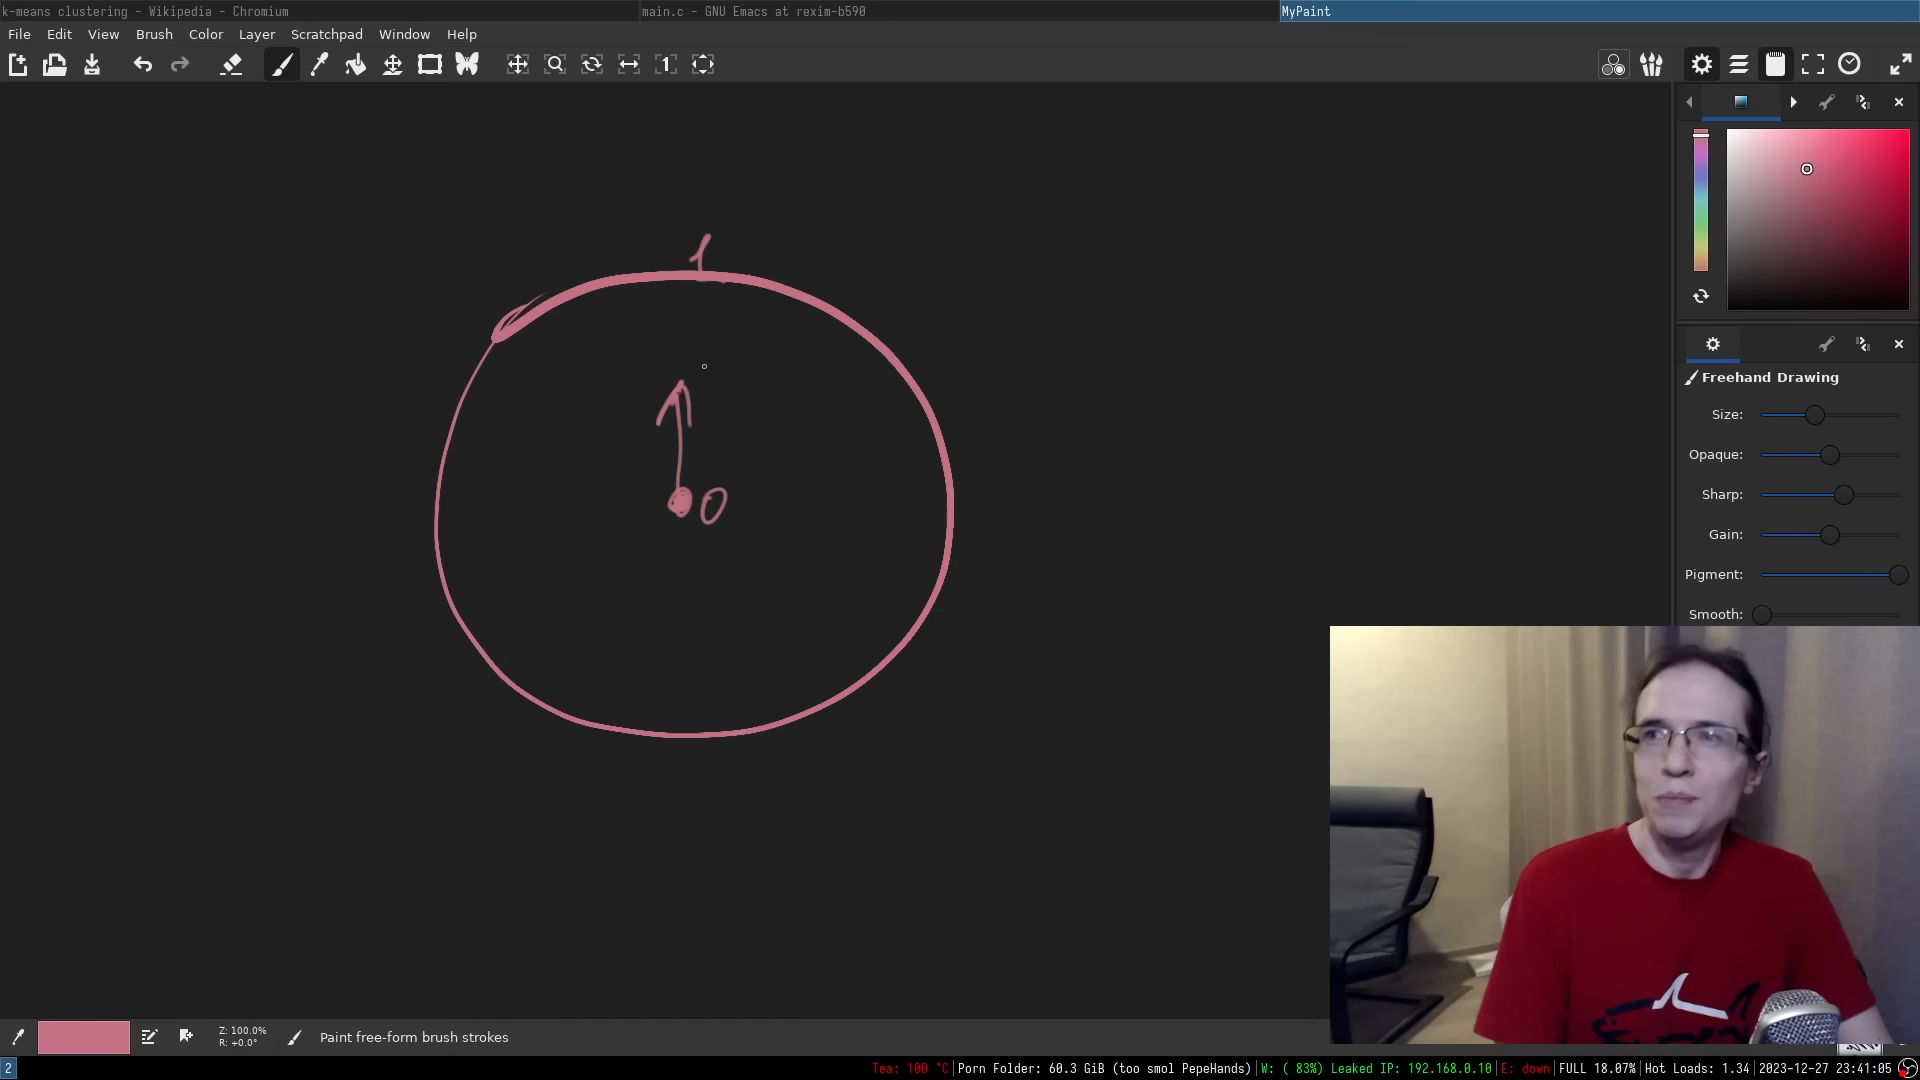 k-means clustering - Wikipedia - Chromium
main.c - GNU Emacs at rexim-b590
MyPaint
File Edit View Brush Color Layer Scratchpad Window Help
1
1
0
Freehand Drawing
Size:
Opaque:
Sharp:
Gain:
Pigment:
Smooth:
Z: 100.0%
R: +0.0°
Paint free-form brush strokes
2
Tea: 100 °C|Porn Folder: 60.3 GiB (too smol PepeHands)|W: ( 83%) Leaked IP: 192.168.0.10|E: down|FULL 18.07%|Hot Loads: 1.34|2023-12-27 23:41:05